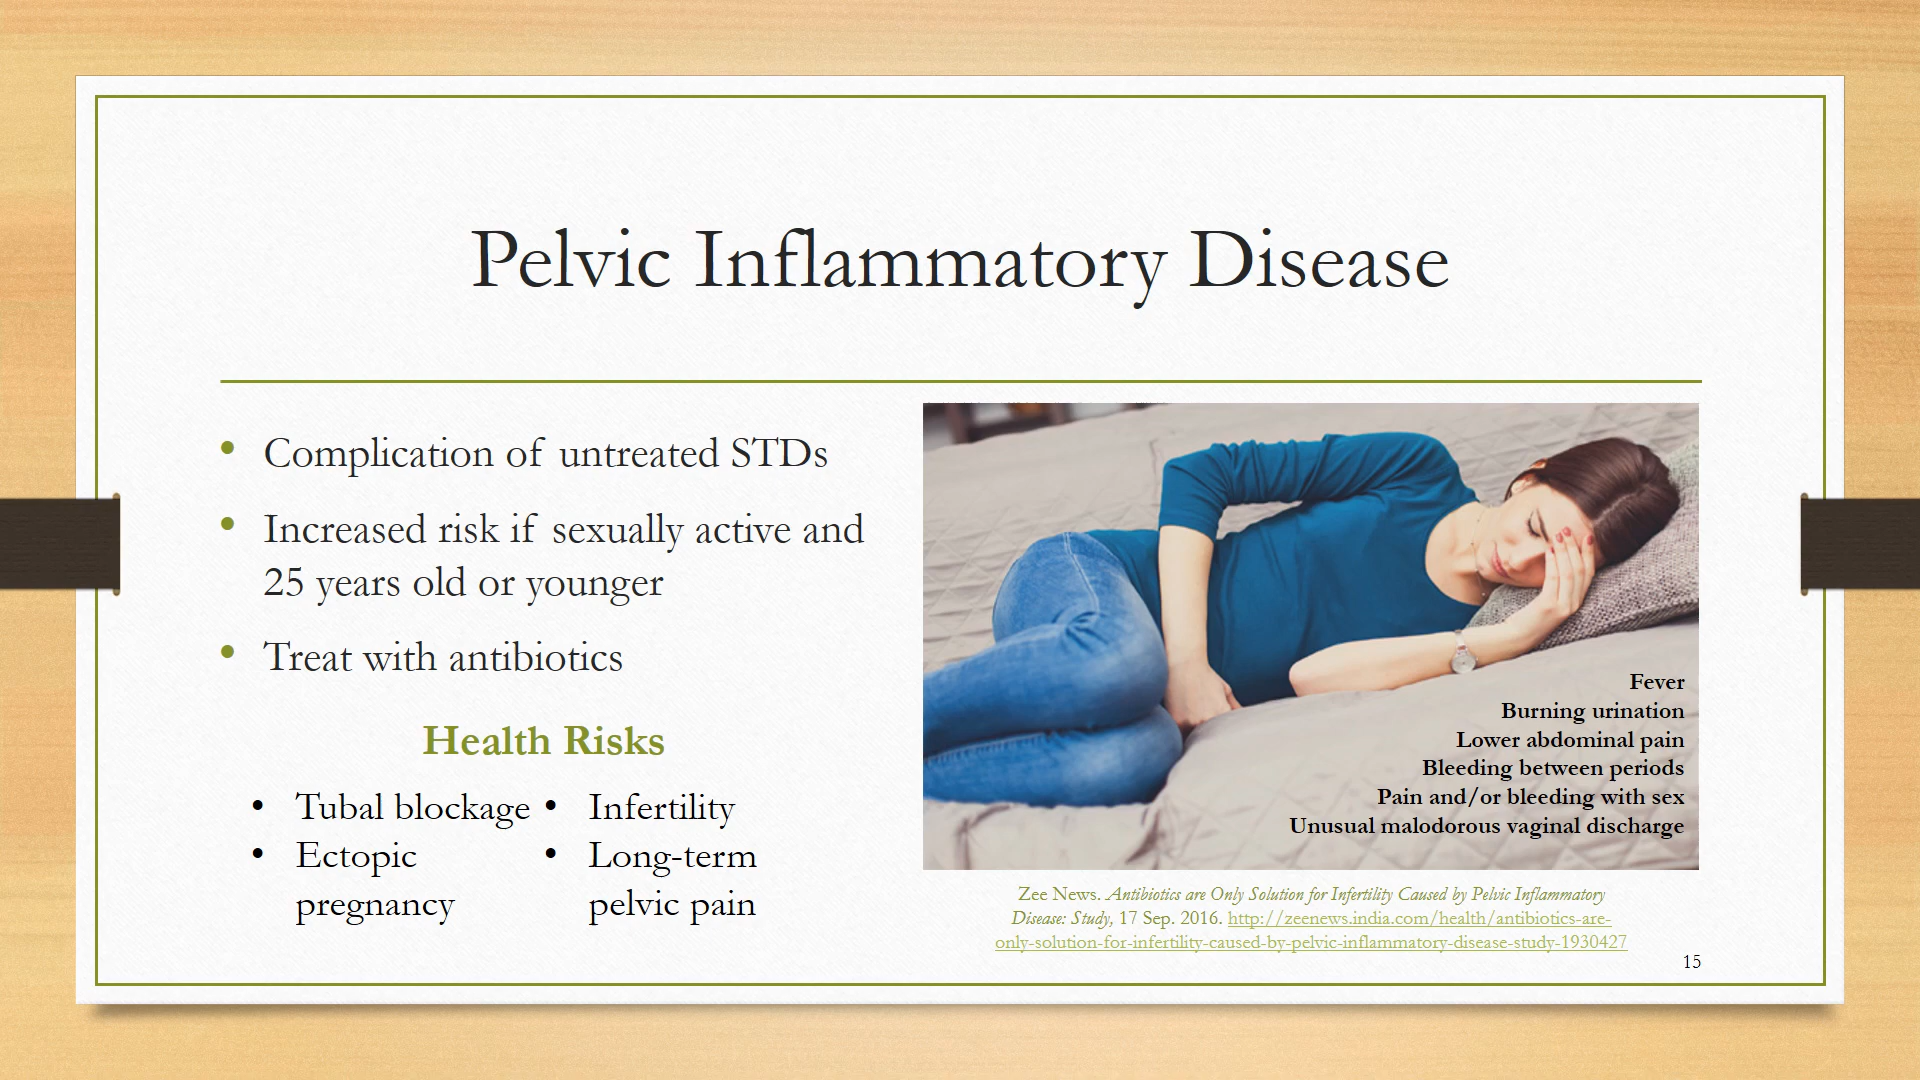 Pelvic Inflammatory Disease
• Complication of untreated STDs
• Increased risk if sexually active and
25 years old or younger
• Treat with antibiotics
Health Risks
• Tubal blockage
• Ectopic
pregnancy
• Infertility
• Long-term
pelvic pain
Fever
Burning urination
Lower abdominal pain
Bleeding between periods
Pain and/or bleeding with sex
Unusual malodorous vaginal discharge
Zee News. Antibiotics are Only Solution for Infertility Caused by Pelvic Inflammatory
Disease: Study, 17 Sep. 2016. http://zeenews.india.com/health/antibiotics-are-
only-solution-for-infertility-caused-by-pelvic-inflammatory-disease-study-1930427
15